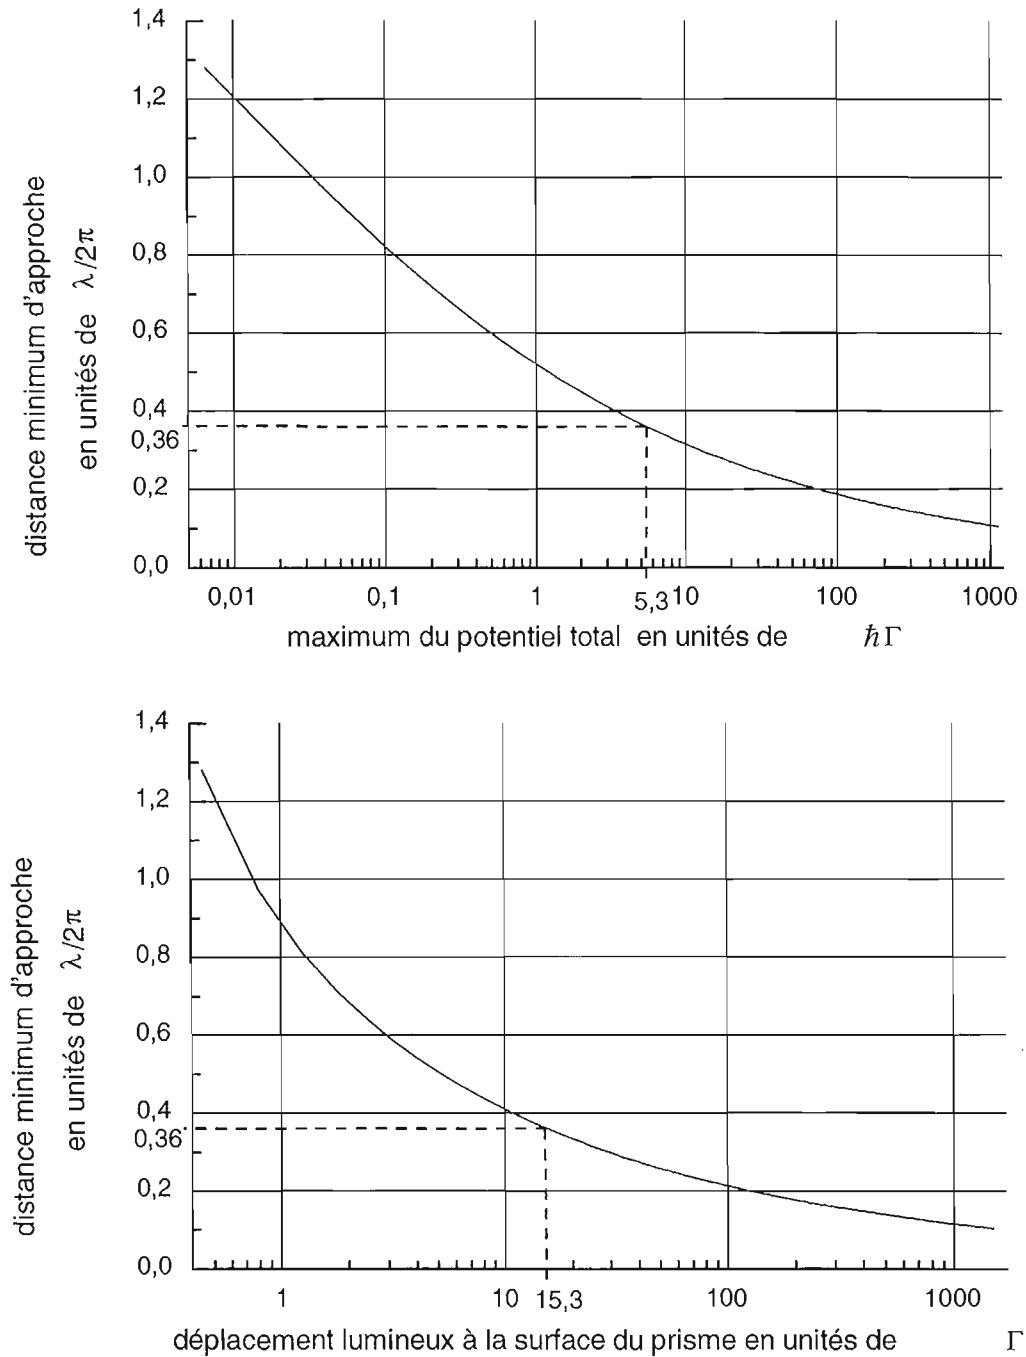 distance minimum d'approche
en unités de λ/2π
1,4
1,2
1,0
0,8
0,6
0,4
0,36
0,2
0,0
0,01 0,1 1 5,3 10 100 1000
maximum du potentiel total en unités de ℏΓ
distance minimum d'approche
en unités de λ/2π
1,4
1,2
1,0
0,8
0,6
0,4
0,36
0,2
0,0
1 10 15,3 100 1000
déplacement lumineux à la surface du prisme en unités de Γ